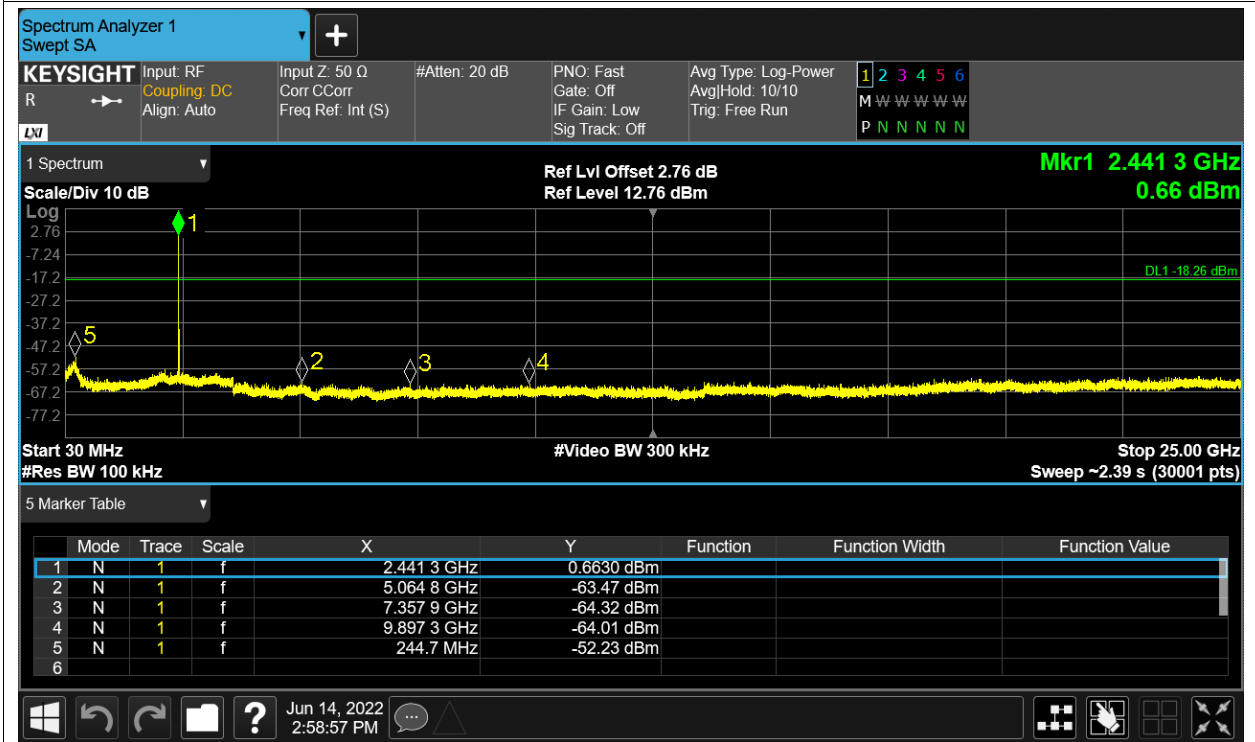 Spectrum Analyzer 1
Swept SA
+
KEYSIGHT
R
LXI
Input: RF
Coupling: DC
Align: Auto
Input Z: 50 Ω
Corr CCorr
Freq Ref: Int (S)
#Atten: 20 dB
PNO: Fast
Gate: Off
IF Gain: Low
Sig Track: Off
Avg Type: Log-Power
Avg|Hold: 10/10
Trig: Free Run
1 2 3 4 5 6
M W W W W W
P N N N N N
1 Spectrum
Scale/Div 10 dB
Ref Lvl Offset 2.76 dB
Ref Level 12.76 dBm
Mkr1 2.441 3 GHz
0.66 dBm
Log
2.76
-7.24
-17.2
-27.2
-37.2
-47.2
-57.2
-67.2
-77.2
1
DL1 -18.26 dBm
5
2
3
4
Start 30 MHz
#Video BW 300 kHz
Stop 25.00 GHz
#Res BW 100 kHz
Sweep ~2.39 s (30001 pts)
5 Marker Table
Mode Trace Scale X Y Function Function Width Function Value
1 N 1 f 2.441 3 GHz 0.6630 dBm
2 N 1 f 5.064 8 GHz -63.47 dBm
3 N 1 f 7.357 9 GHz -64.32 dBm
4 N 1 f 9.897 3 GHz -64.01 dBm
5 N 1 f 244.7 MHz -52.23 dBm
6
?
Jun 14, 2022
2:58:57 PM